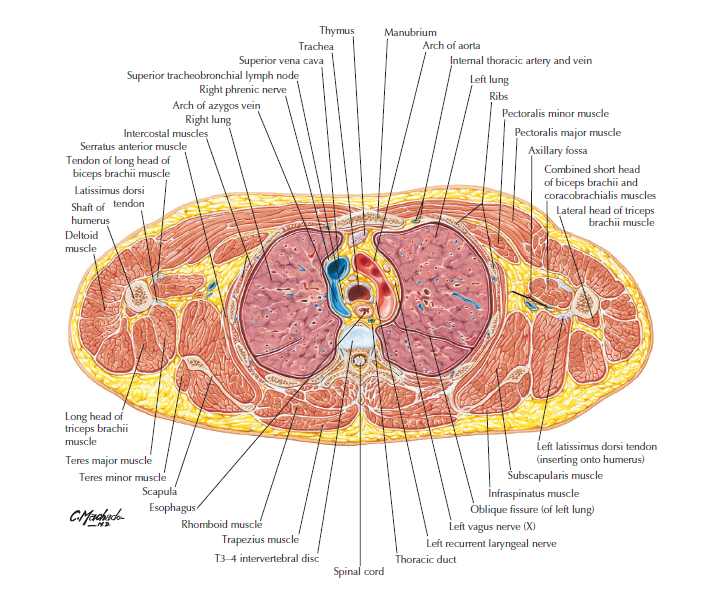 Thymus
Manubrium
Trachea
Arch of aorta
Superior vena cava
Internal thoracic artery and vein
Superior tracheobronchial lymph node
Left lung
Right phrenic nerve
Ribs
Arch of azygos vein
Pectoralis minor muscle
Right lung
Intercostal muscles
Pectoralis major muscle
Serratus anterior muscle
Axillary fossa
Tendon of long head of
biceps brachii muscle
Combined short head
of biceps brachii and
coracobrachialis muscles
Latissimus dorsi
tendon
Shaft of
humerus
Lateral head of triceps
brachii muscle
Deltoid
muscle
Long head of
triceps brachii
muscle
Teres major muscle
Teres minor muscle
Scapula
Esophagus
Rhomboid muscle
Trapezius muscle
T3–4 intervertebral disc
Spinal cord
Thoracic duct
Left recurrent laryngeal nerve
Left vagus nerve (X)
Oblique fissure (of left lung)
Infraspinatus muscle
Subscapularis muscle
Left latissimus dorsi tendon
(inserting onto humerus)
C. Machado
M.D.